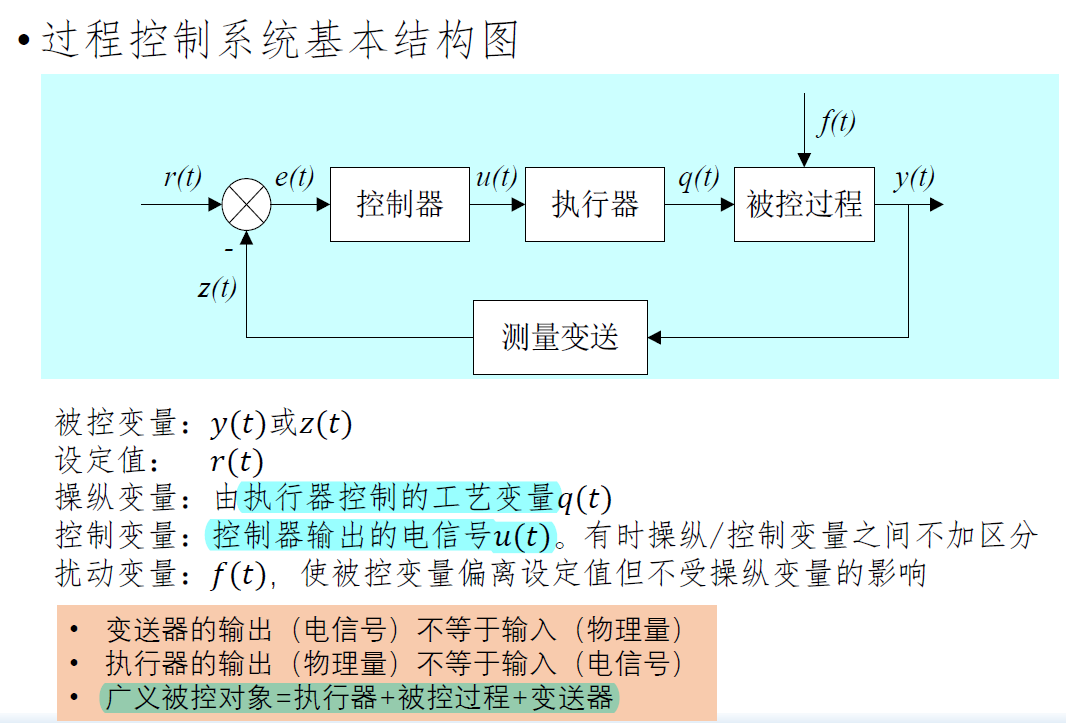 •过程控制系统基本结构图
f(t)
r(t) e(t) u(t) q(t) y(t)
控制器 执行器 被控过程
-
z(t)
测量变送
被控变量：y(t)或z(t)
设定值： r(t)
操纵变量：由执行器控制的工艺变量q(t)
控制变量：控制器输出的电信号u(t)。有时操纵/控制变量之间不加区分
扰动变量：f(t)，使被控变量偏离设定值但不受操纵变量的影响
• 变送器的输出（电信号）不等于输入（物理量）
• 执行器的输出（物理量）不等于输入（电信号）
• 广义被控对象=执行器+被控过程+变送器